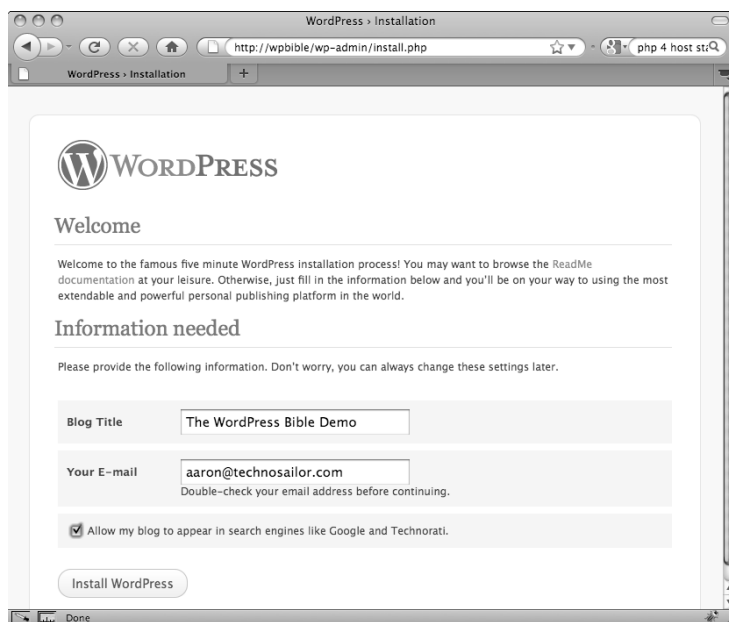 WordPress › Installation
http://wpbible/wp-admin/install.php
php 4 host sta
WordPress › Installation
+
WORDPRESS
Welcome
Welcome to the famous five minute WordPress installation process! You may want to browse the ReadMe
documentation at your leisure. Otherwise, just fill in the information below and you'll be on your way to using the most
extendable and powerful personal publishing platform in the world.
Information needed
Please provide the following information. Don't worry, you can always change these settings later.
Blog Title
The WordPress Bible Demo
Your E-mail
aaron@technosailor.com
Double-check your email address before continuing.
Allow my blog to appear in search engines like Google and Technorati.
Install WordPress
Done